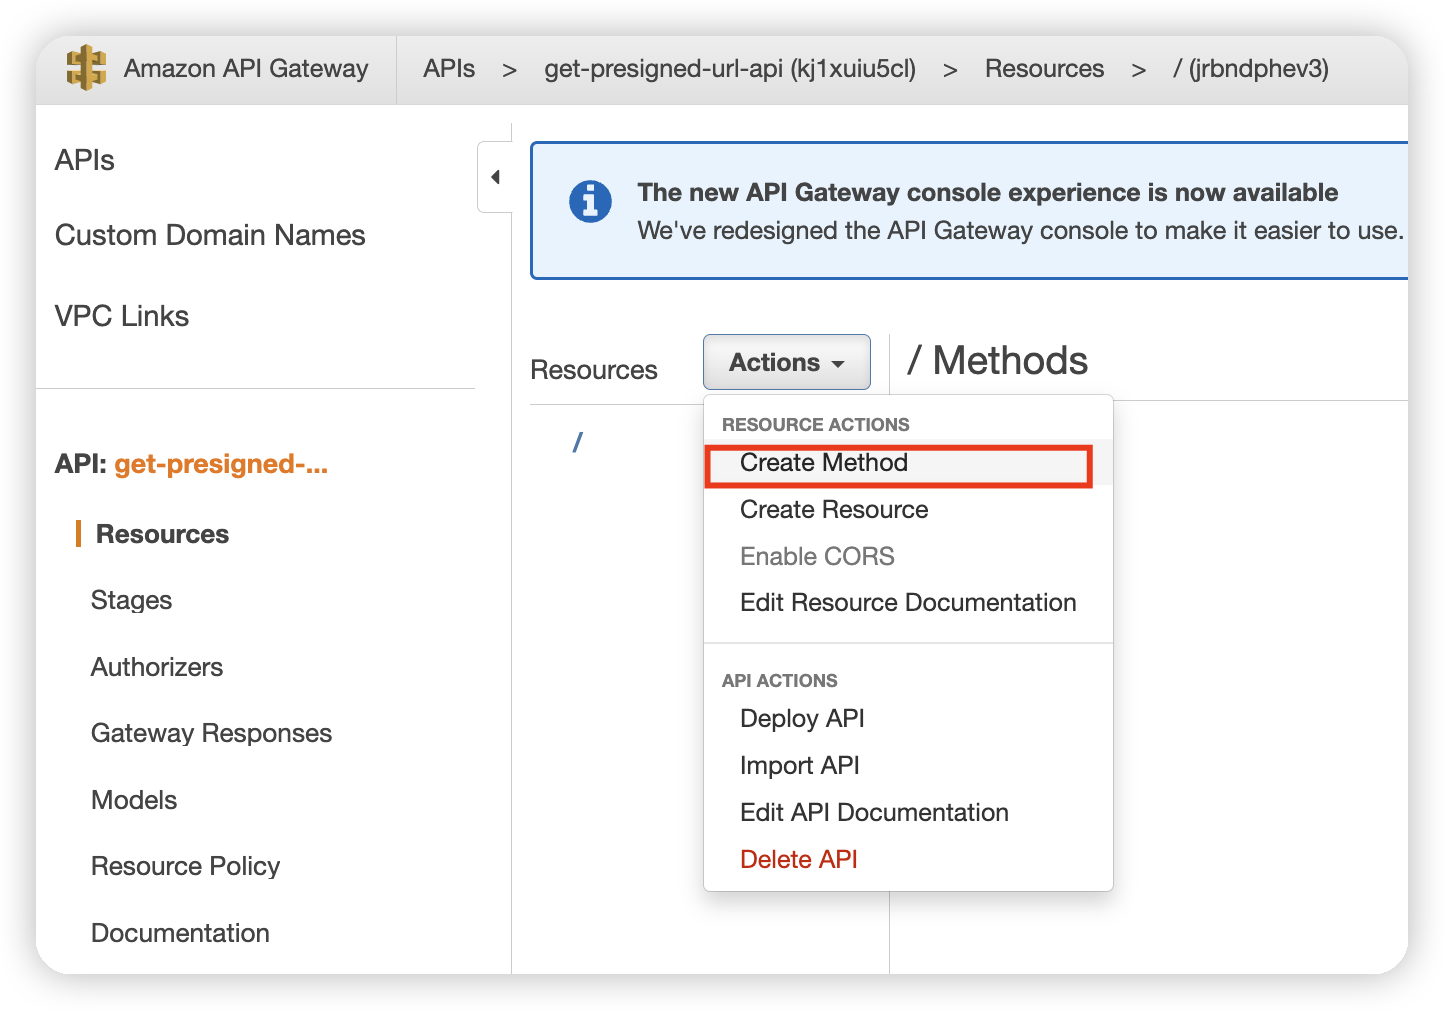 Amazon API Gateway
APIs > get-presigned-url-api (kj1xuiu5cl) > Resources > / (jrbndphev3)
APIs
Custom Domain Names
VPC Links
API: get-presigned-...
Resources
Stages
Authorizers
Gateway Responses
Models
Resource Policy
Documentation
The new API Gateway console experience is now available
We've redesigned the API Gateway console to make it easier to use.
Resources
Actions
/ Methods
/
RESOURCE ACTIONS
Create Method
Create Resource
Enable CORS
Edit Resource Documentation
API ACTIONS
Deploy API
Import API
Edit API Documentation
Delete API